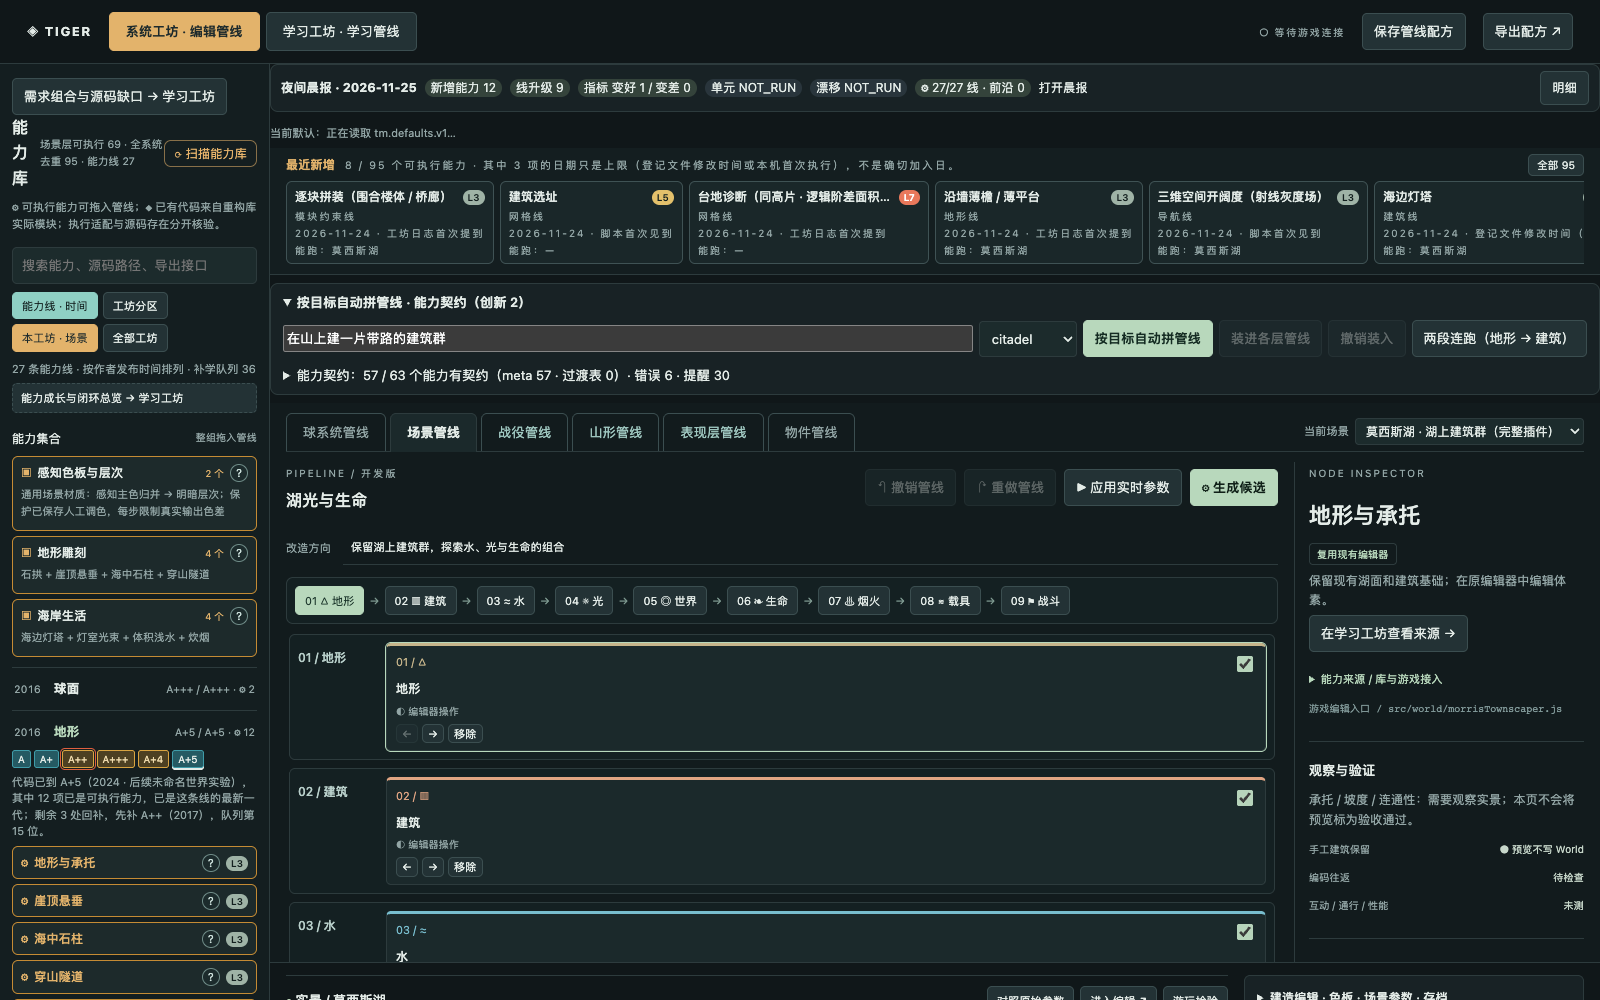 ◈ TIGER
系统工坊 · 编辑管线
学习工坊 · 学习管线
等待游戏连接
保存管线配方
导出配方 ↗
需求组合与源码缺口 → 学习工坊
能力库
场景层可执行 69 · 全系统去重 95 · 能力线 27
⟳ 扫描能力库
⚙ 可执行能力可拖入管线；◆ 已有代码来自重构库
实际模块；执行适配与源码存在分开核验。
搜索能力、源码路径、导出接口
能力线 · 时间
工坊分区
本工坊 · 场景
全部工坊
27 条能力线 · 按作者发布时间排列 · 补学队列 36
能力成长与闭环总览 → 学习工坊
能力集合
整组拖入管线
▣ 感知色板与层次
2 个 ?
通用场景材质：感知主色归并 → 明暗层次；保
护已保存人工调色，每步限制真实输出色差
▣ 地形雕刻
4 个 ?
石拱 + 崖顶悬垂 + 海中石柱 + 穿山隧道
▣ 海岸生活
4 个 ?
海边灯塔 + 灯室光束 + 体积浅水 + 炊烟
2016 球面 A+++ / A+++ · ⚙ 2
2016 地形 A+5 / A+5 · ⚙ 12
A A+ A++ A+++ A+4 A+5
代码已到 A+5（2024 · 后续未命名世界实验），
其中 12 项已是可执行能力，已是这条线的最新一
代；剩余 3 处回补，先补 A++（2017），队列第
15 位。
⚙ 地形与承托 ? L3
⚙ 崖顶悬垂 ? L3
⚙ 海中石柱 ? L3
⚙ 穿山隧道 ? L3
夜间晨报 · 2026-11-25 新增能力 12 线升级 9 指标 变好 1 / 变差 0 单元 NOT_RUN 漂移 NOT_RUN ⚙ 27/27 线 · 前沿 0 打开晨报
明细
当前默认：正在读取 tm.defaults.v1...
最近新增 8 / 95 个可执行能力 · 其中 3 项的日期只是上限（登记文件修改时间或本机首次执行），不是确切加入日。
全部 95
逐块拼装（围合楼体 / 桥廊） L3
模块约束线
2026-11-24 · 工坊日志首次提到
能跑：莫西斯湖
建筑选址 L5
网格线
2026-11-24 · 脚本首次见到
能跑：—
台地诊断（同高片 · 逻辑阶差面积... L7
网格线
2026-11-24 · 工坊日志首次提到
能跑：—
沿墙薄檐 / 薄平台 L3
地形线
2026-11-24 · 工坊日志首次提到
能跑：莫西斯湖
三维空间开阔度（射线灰度场） L3
导航线
2026-11-24 · 脚本首次见到
能跑：莫西斯湖
海边灯塔
建筑线
2026-11-24 · 登记文件修改时间（
能跑：莫西斯湖
▼ 按目标自动拼管线 · 能力契约（创新 2）
在山上建一片带路的建筑群
citadel
按目标自动拼管线
装进各层管线
撤销装入
两段连跑（地形 → 建筑）
▶ 能力契约：57 / 63 个能力有契约（meta 57 · 过渡表 0）· 错误 6 · 提醒 30
球系统管线
场景管线
战役管线
山形管线
表现层管线
物件管线
当前场景 莫西斯湖 · 湖上建筑群（完整插件）
PIPELINE / 开发版
湖光与生命
撤销管线
重做管线
▶ 应用实时参数
⚙ 生成候选
改造方向 保留湖上建筑群，探索水、光与生命的组合
01 △ 地形 → 02 ▦ 建筑 → 03 ≈ 水 → 04 ☀ 光 → 05 ◎ 世界 → 06 ❧ 生命 → 07 ♨ 烟火 → 08 ≋ 载具 → 09 ⚑ 战斗
01 / 地形
01 / △
地形
◐ 编辑器操作
← → 移除
02 / 建筑
02 / ▦
建筑
◐ 编辑器操作
← → 移除
03 / 水
03 / ≈
水
NODE INSPECTOR
地形与承托
复用现有编辑器
保留现有湖面和建筑基础；在原编辑器中编辑体
素。
在学习工坊查看来源 →
▶ 能力来源 / 库与游戏接入
游戏编辑入口 / src/world/morrisTownscaper.js
观察与验证
承托 / 坡度 / 连通性：需要观察实景；本页不会将
预览标为验收通过。
手工建筑保留 ● 预览不写 World
编码往返 待检查
互动 / 通行 / 性能 未测